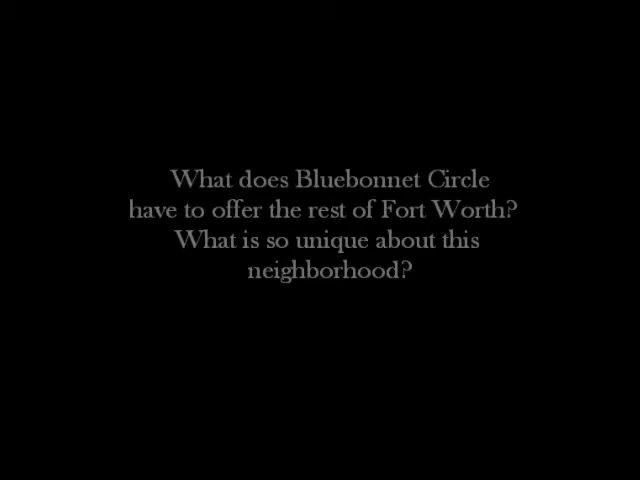 What does Bluebonnet Circle
have to offer the rest of Fort Worth?
What is so unique about this
neighborhood?